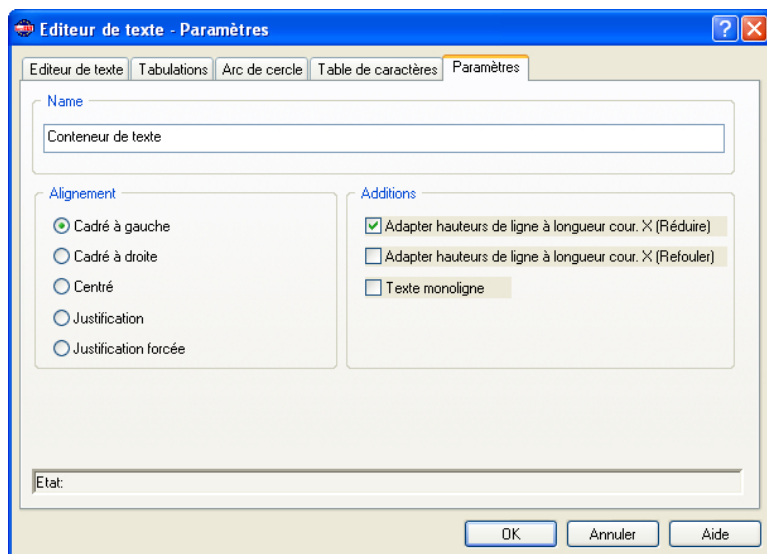 Editeur de texte - Paramètres
Editeur de texte Tabulations Arc de cercle Table de caractères Paramètres
Name
Conteneur de texte
Alignement
Cadré à gauche
Cadré à droite
Centré
Justification
Justification forcée
Additions
Adapter hauteurs de ligne à longueur cour. X (Réduire)
Adapter hauteurs de ligne à longueur cour. X (Refouler)
Texte monoligne
Etat:
OK Annuler Aide